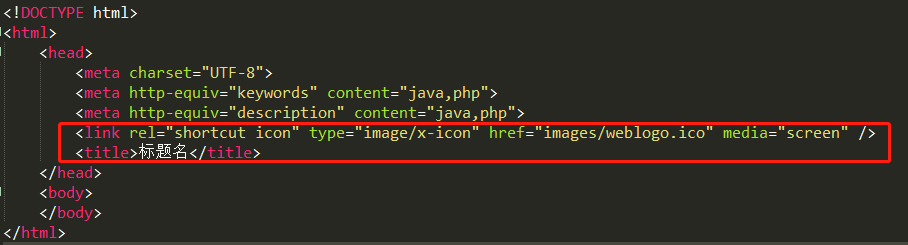 <!DOCTYPE html>
<html>
<head>
<meta charset="UTF-8">
<meta http-equiv="keywords" content="java,php">
<meta http-equiv="description" content="java,php">
<link rel="shortcut icon" type="image/x-icon" href="images/weblogo.ico" media="screen" />
<title>标题名</title>
</head>
<body>
</body>
</html>